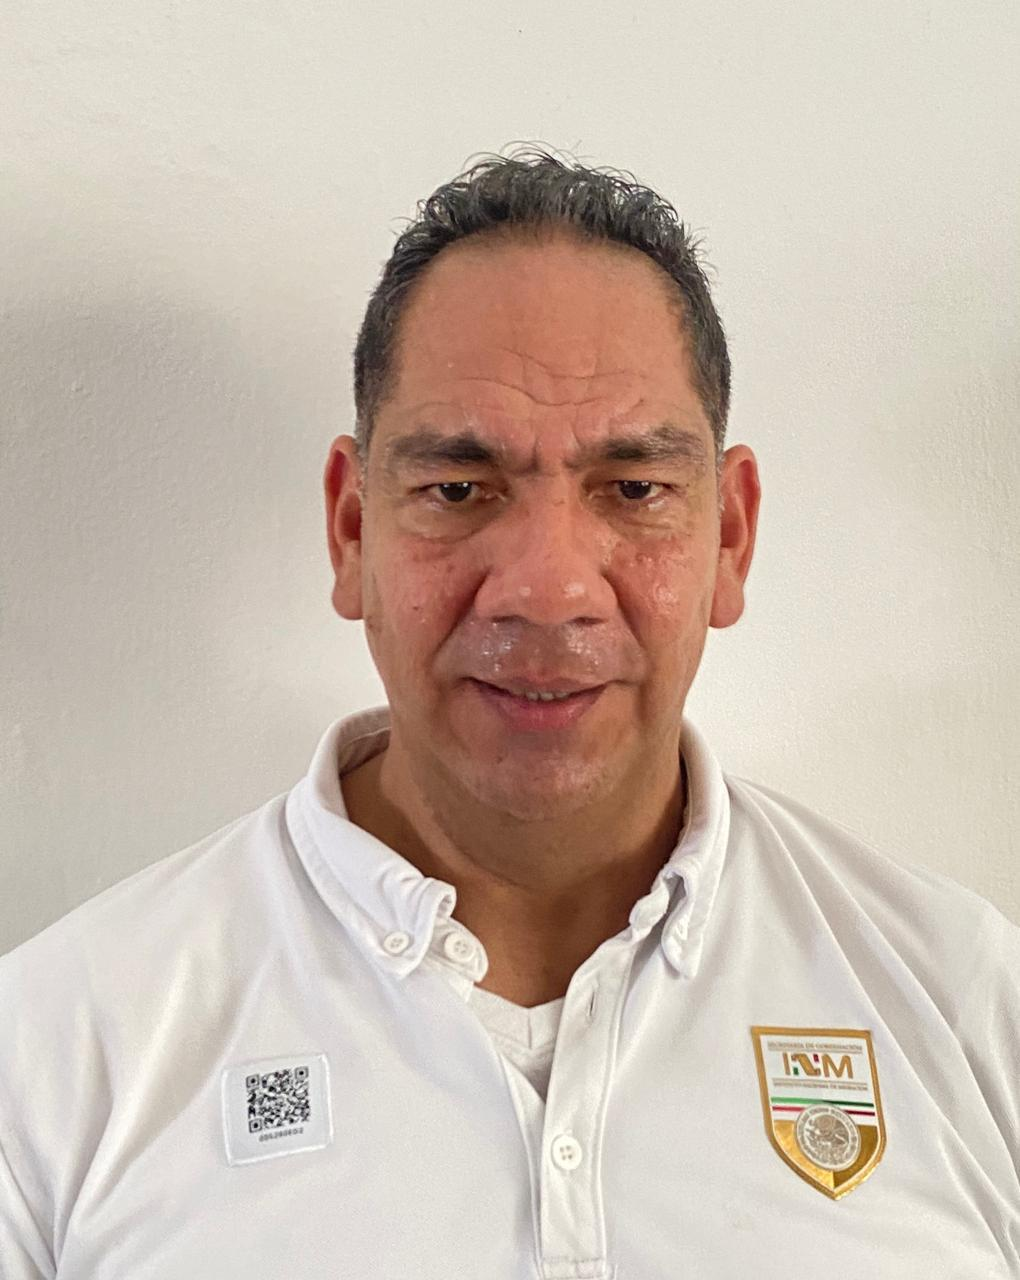 SECRETARÍA DE GOBERNACIÓN
INM
INSTITUTO NACIONAL DE MIGRACIÓN